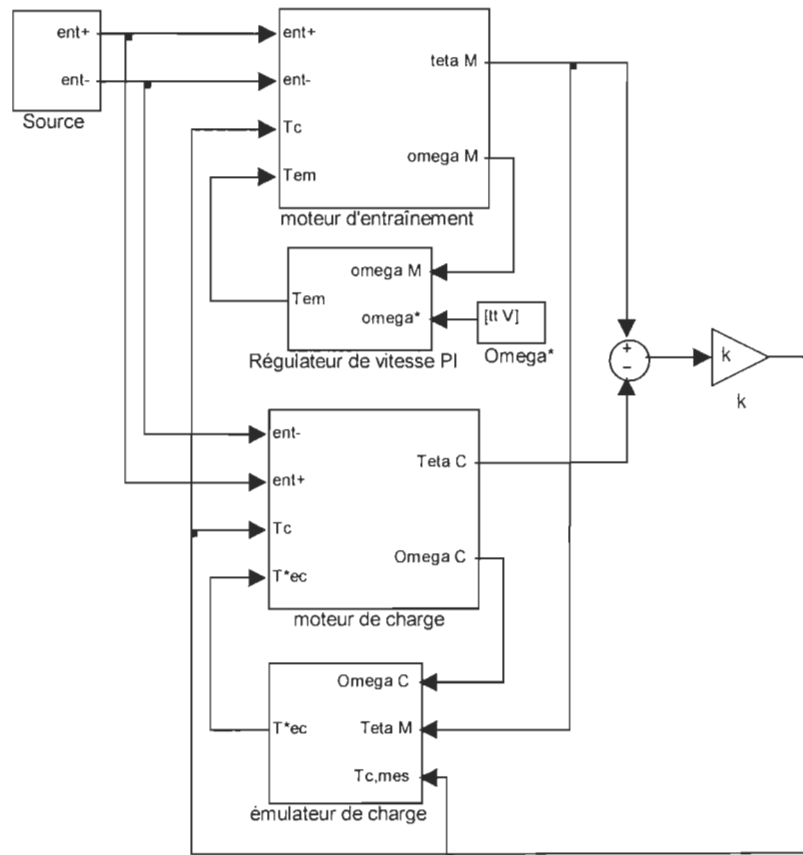 ent+
ent-
Source
ent+
ent-
Tc
Tem
teta M
omega M
moteur d'entraînement
omega M
Tem
omega*
Régulateur de vitesse PI
[tt V]
Omega*
+
−
k
k
ent-
ent+
Tc
T*ec
Teta C
Omega C
moteur de charge
Omega C
T*ec
Teta M
Tc,mes
émulateur de charge